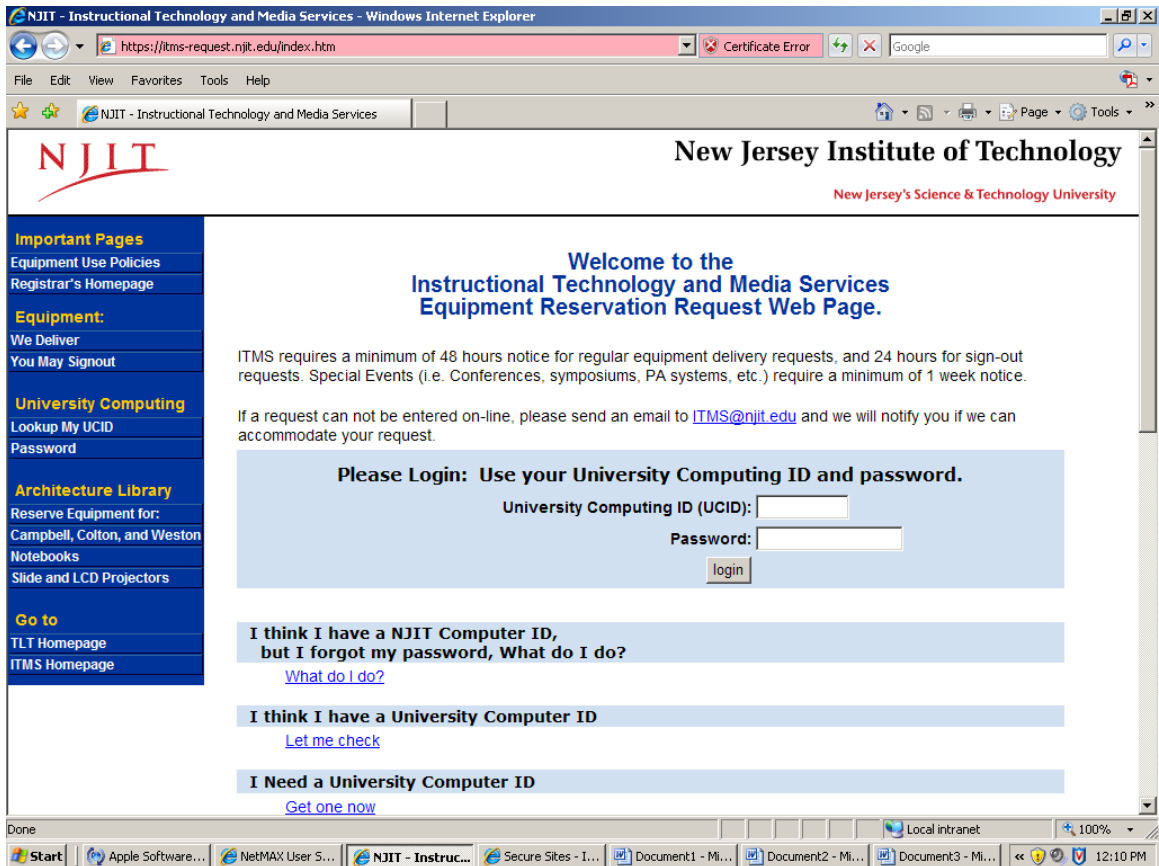 NJIT - Instructional Technology and Media Services - Windows Internet Explorer
https://itms-request.njit.edu/index.htm
Certificate Error
Google
File Edit View Favorites Tools Help
NJIT - Instructional Technology and Media Services
Page
Tools
»
NJIT
New Jersey Institute of Technology
New Jersey's Science & Technology University
Important Pages
Equipment Use Policies
Registrar's Homepage
Equipment:
We Deliver
You May Signout
University Computing
Lookup My UCID
Password
Architecture Library
Reserve Equipment for:
Campbell, Colton, and Weston
Notebooks
Slide and LCD Projectors
Go to
TLT Homepage
ITMS Homepage
Welcome to the
Instructional Technology and Media Services
Equipment Reservation Request Web Page.
ITMS requires a minimum of 48 hours notice for regular equipment delivery requests, and 24 hours for sign-out
requests. Special Events (i.e. Conferences, symposiums, PA systems, etc.) require a minimum of 1 week notice.
If a request can not be entered on-line, please send an email to ITMS@njit.edu and we will notify you if we can
accommodate your request.
Please Login: Use your University Computing ID and password.
University Computing ID (UCID):
Password:
login
I think I have a NJIT Computer ID,
but I forgot my password, What do I do?
What do I do?
I think I have a University Computer ID
Let me check
I Need a University Computer ID
Get one now
Done
Local intranet
100%
Start
Apple Software...
NetMAX User S...
NJIT - Instruc...
Secure Sites - I...
Document1 - Mi...
Document2 - Mi...
Document3 - Mi...
«
12:10 PM